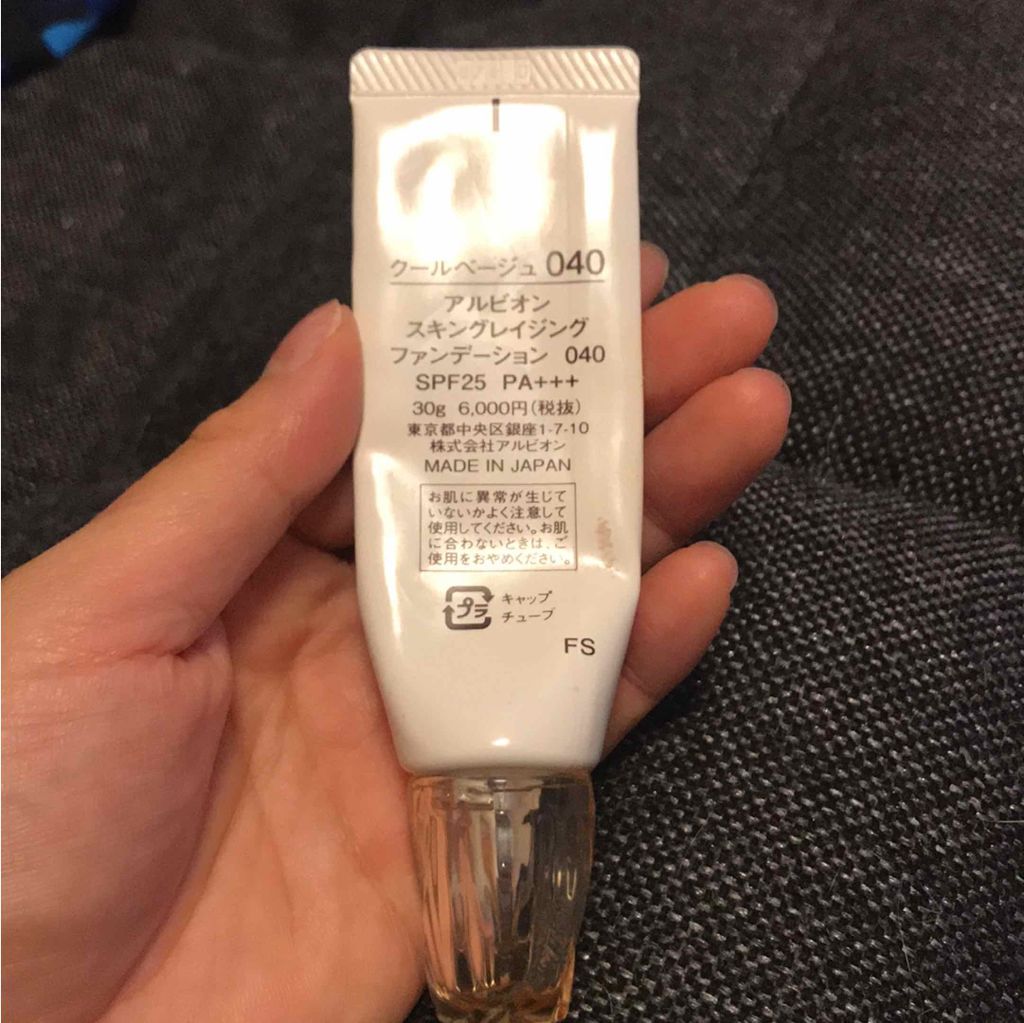 クールベージュ 040
アルビオン
スキングレイジング
ファンデーション 040
SPF25 PA+++
30g 6,000円(税抜)
東京都中央区銀座1-7-10
株式会社アルビオン
MADE IN JAPAN
お肌に異常が生じて
いないかよく注意して
使用してください。お肌
に合わないときは、ご
使用をおやめください。
プラ
キャップ
チューブ
FS